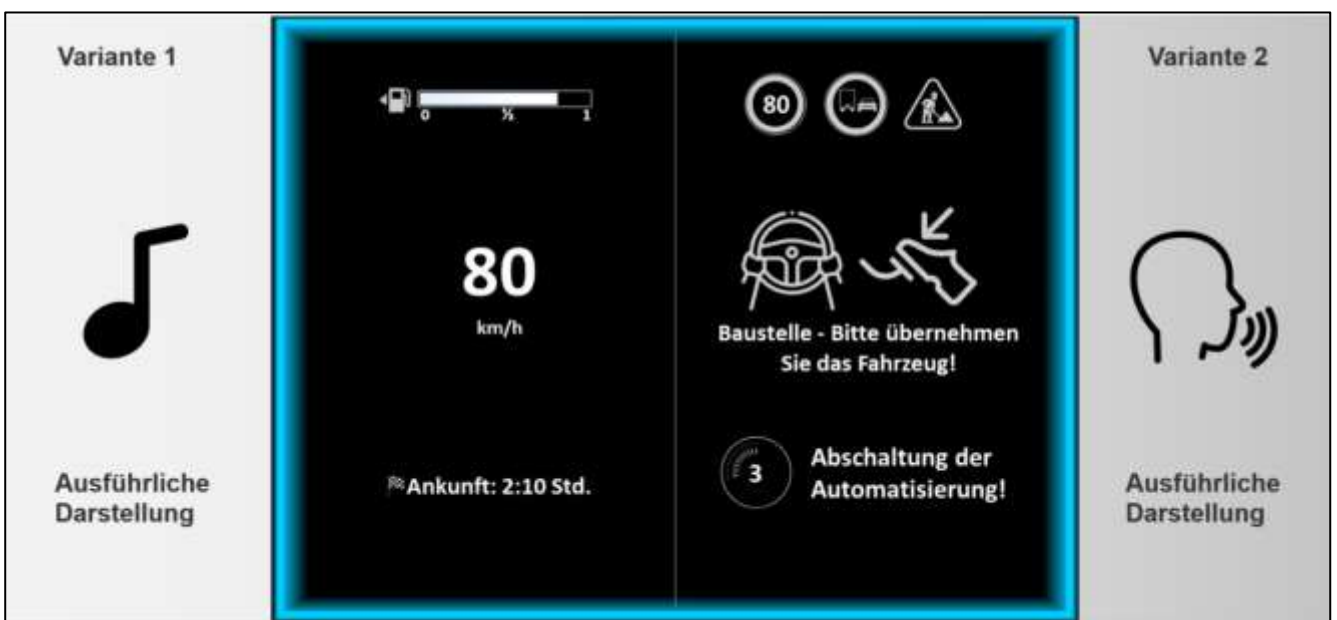 Variante 1
Ausführliche
Darstellung
0 ½ 1
80
km/h
Ankunft: 2:10 Std.
80
Baustelle - Bitte übernehmen
Sie das Fahrzeug!
3
Abschaltung der
Automatisierung!
Variante 2
Ausführliche
Darstellung